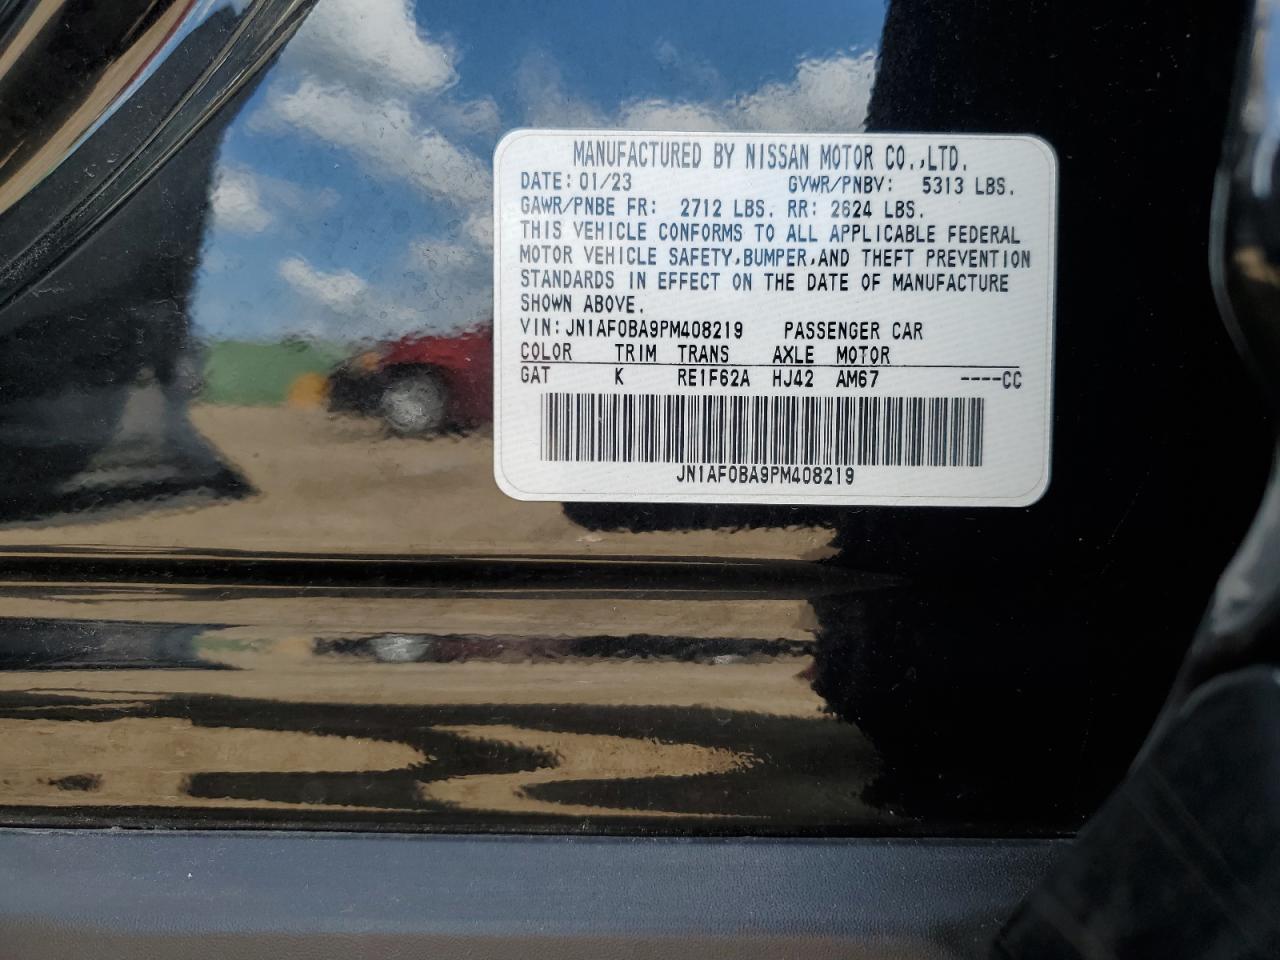 MANUFACTURED BY NISSAN MOTOR CO.,LTD.
DATE: 01/23 GVWR/PNBV: 5313 LBS.
GAWR/PNBE FR: 2712 LBS. RR: 2624 LBS.
THIS VEHICLE CONFORMS TO ALL APPLICABLE FEDERAL
MOTOR VEHICLE SAFETY,BUMPER,AND THEFT PREVENTION
STANDARDS IN EFFECT ON THE DATE OF MANUFACTURE
SHOWN ABOVE.
VIN: JN1AF0BA9PM408219 PASSENGER CAR
COLOR TRIM TRANS AXLE MOTOR
GAT K RE1F62A HJ42 AM67 ----CC
JN1AF0BA9PM408219